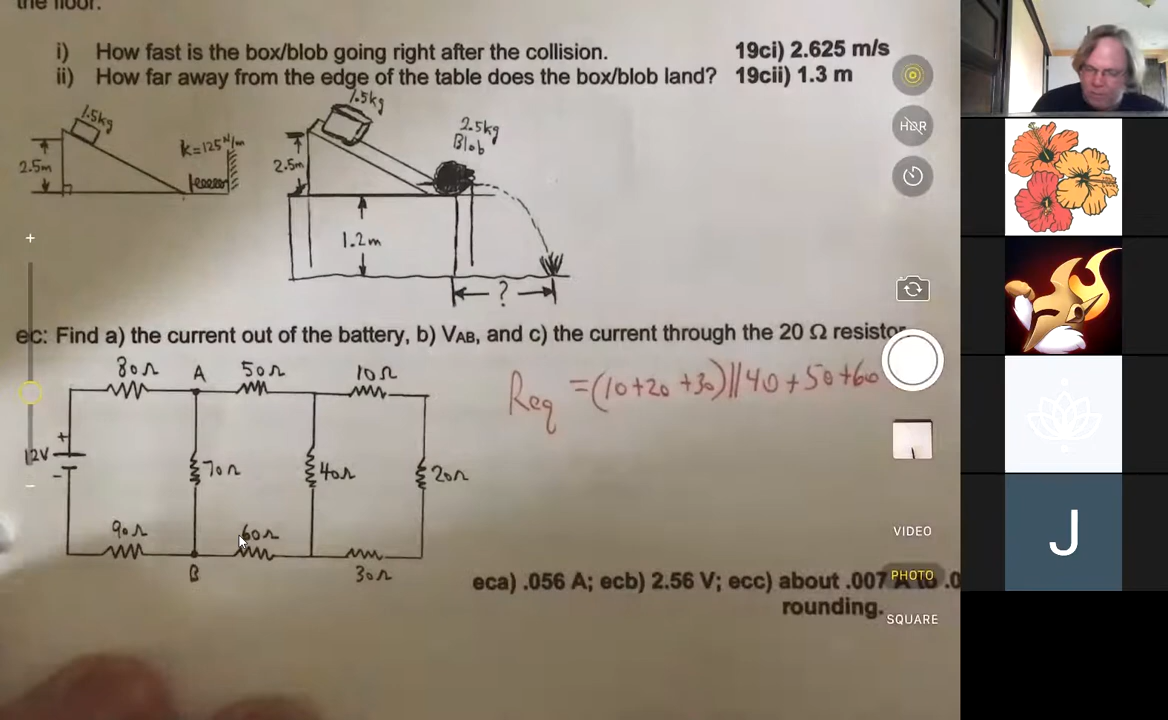 the floor.
i) How fast is the box/blob going right after the collision. 19ci) 2.625 m/s
ii) How far away from the edge of the table does the box/blob land? 19cii) 1.3 m
1.5kg
2.5m
k=125 N/m
1.5kg
2.5kg
Blob
2.5m
1.2m
?
ec: Find a) the current out of the battery, b) VAB, and c) the current through the 20 Ω resistor
80Ω A 50Ω 10Ω
Req =(10+20+30)||40+50+60
+
12V
-
70Ω 40Ω 20Ω
90Ω 60Ω
B 30Ω
eca) .056 A; ecb) 2.56 V; ecc) about .007 A to .0
rounding.
HDR
VIDEO
PHOTO
SQUARE
J